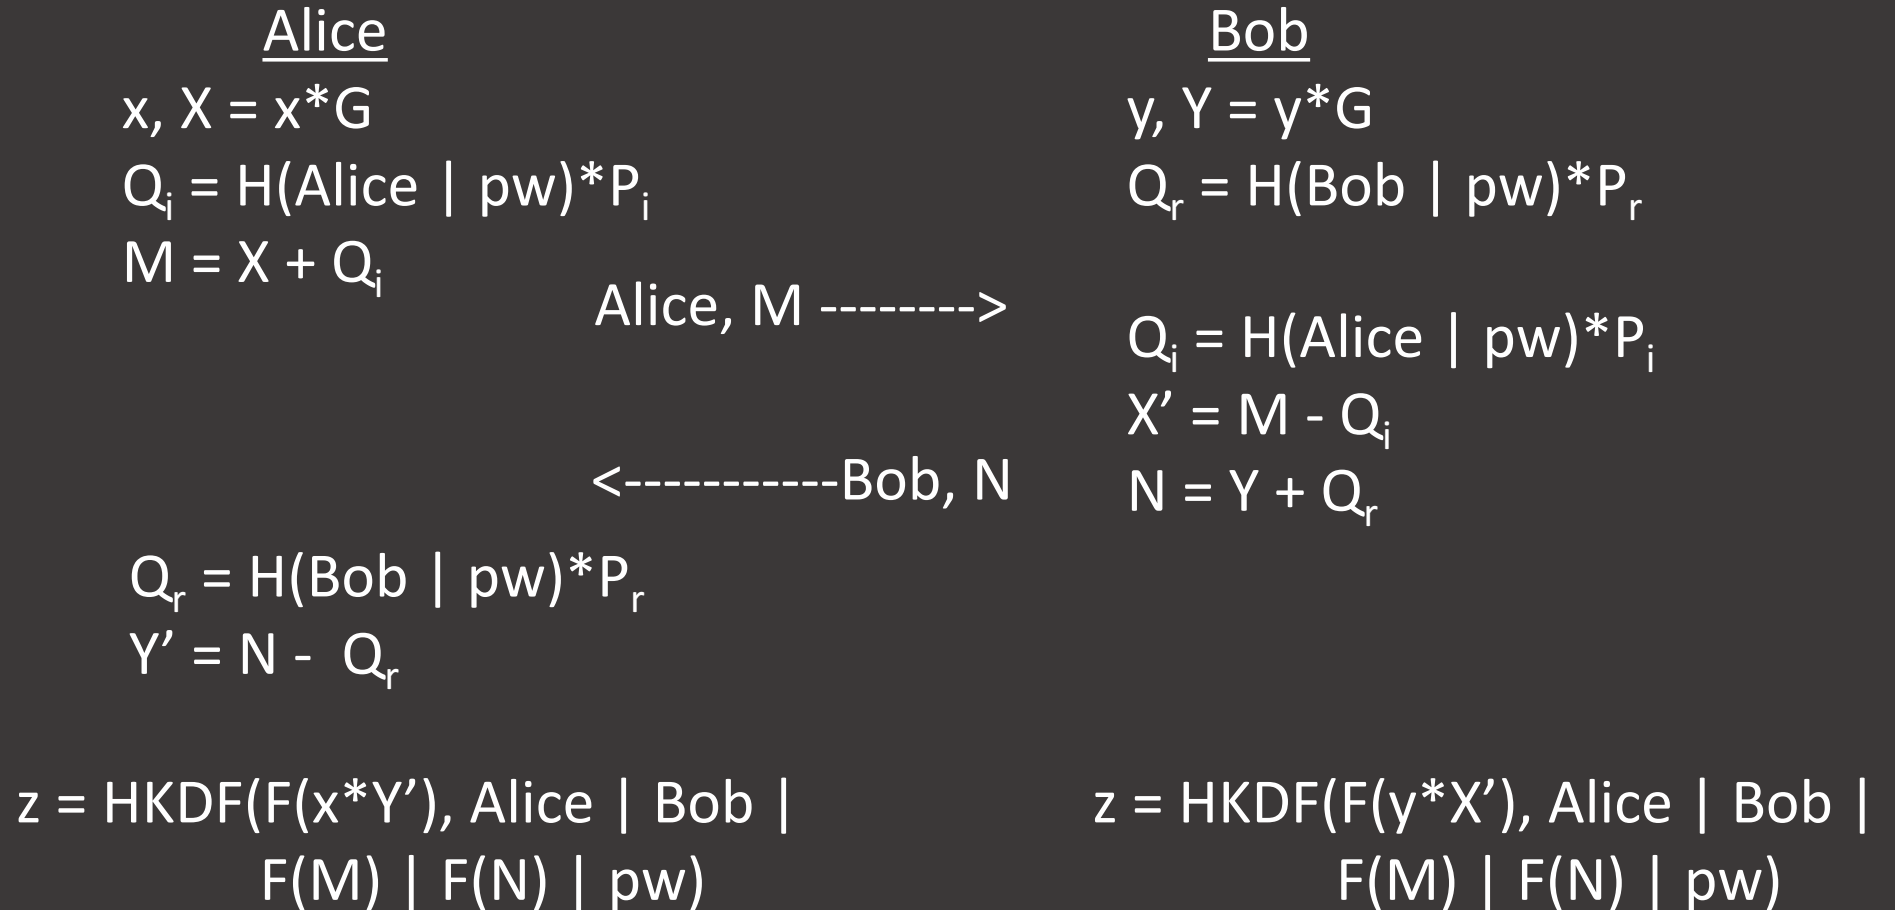 Alice
x, X = x*G
Qi = H(Alice | pw)*Pi
M = X + Qi
Alice, M -------->
Bob
y, Y = y*G
Qr = H(Bob | pw)*Pr
Qi = H(Alice | pw)*Pi
X’ = M - Qi
N = Y + Qr
<-----------Bob, N
Qr = H(Bob | pw)*Pr
Y’ = N - Qr
z = HKDF(F(x*Y’), Alice | Bob |
F(M) | F(N) | pw)
z = HKDF(F(y*X’), Alice | Bob |
F(M) | F(N) | pw)